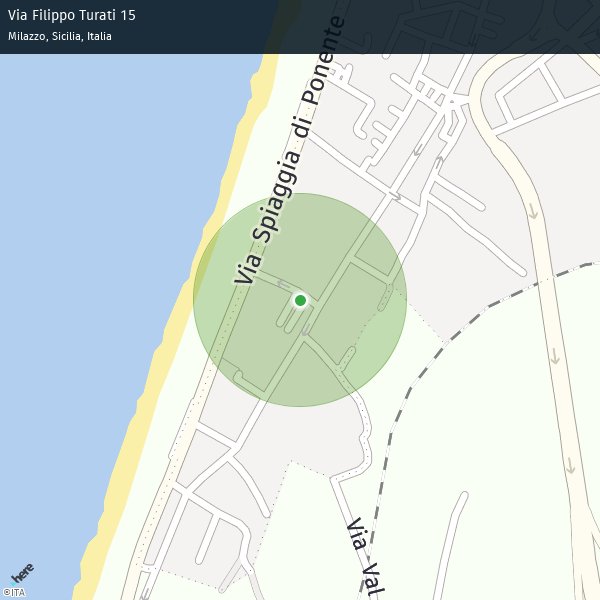 Via Filippo Turati 15
Milazzo, Sicilia, Italia
Via Spiaggia di Ponente
Via Val
here
©ITA